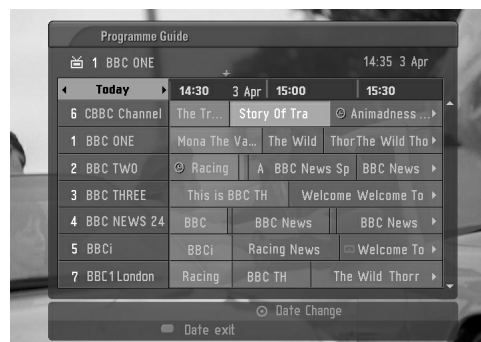 Programme Guide
1 BBC ONE 14:35 3 Apr
Today 14:30 3 Apr 15:00 15:30
6 CBBC Channel The Tr... Story Of Tra Animadness ...
1 BBC ONE Mona The Va... The Wild ThorThe Wild Tho
2 BBC TWO Racing A BBC News Sp BBC News
3 BBC THREE This is BBC TH Welcome Welcome To
4 BBC NEWS 24 BBC BBC News BBC News
5 BBCi BBCi Racing News Welcome To
7 BBC1 London Racing BBC TH The Wild Thorr
Date Change
Date exit